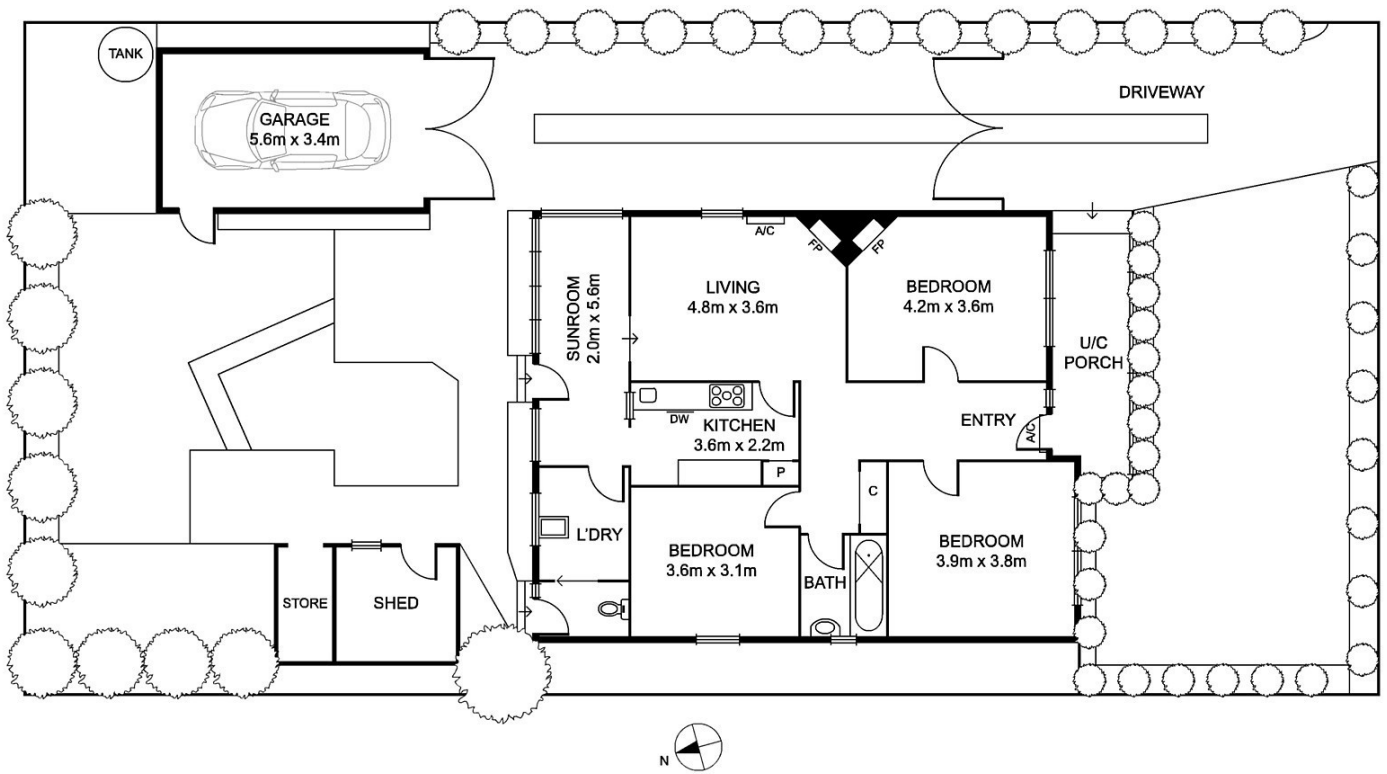 TANK
GARAGE
5.6m x 3.4m
DRIVEWAY
A/C
FP
FP
SUNROOM
2.0m x 5.6m
LIVING
4.8m x 3.6m
BEDROOM
4.2m x 3.6m
U/C
PORCH
DW
KITCHEN
3.6m x 2.2m
ENTRY
A/C
P
C
L'DRY
BEDROOM
3.6m x 3.1m
BATH
BEDROOM
3.9m x 3.8m
STORE
SHED
N